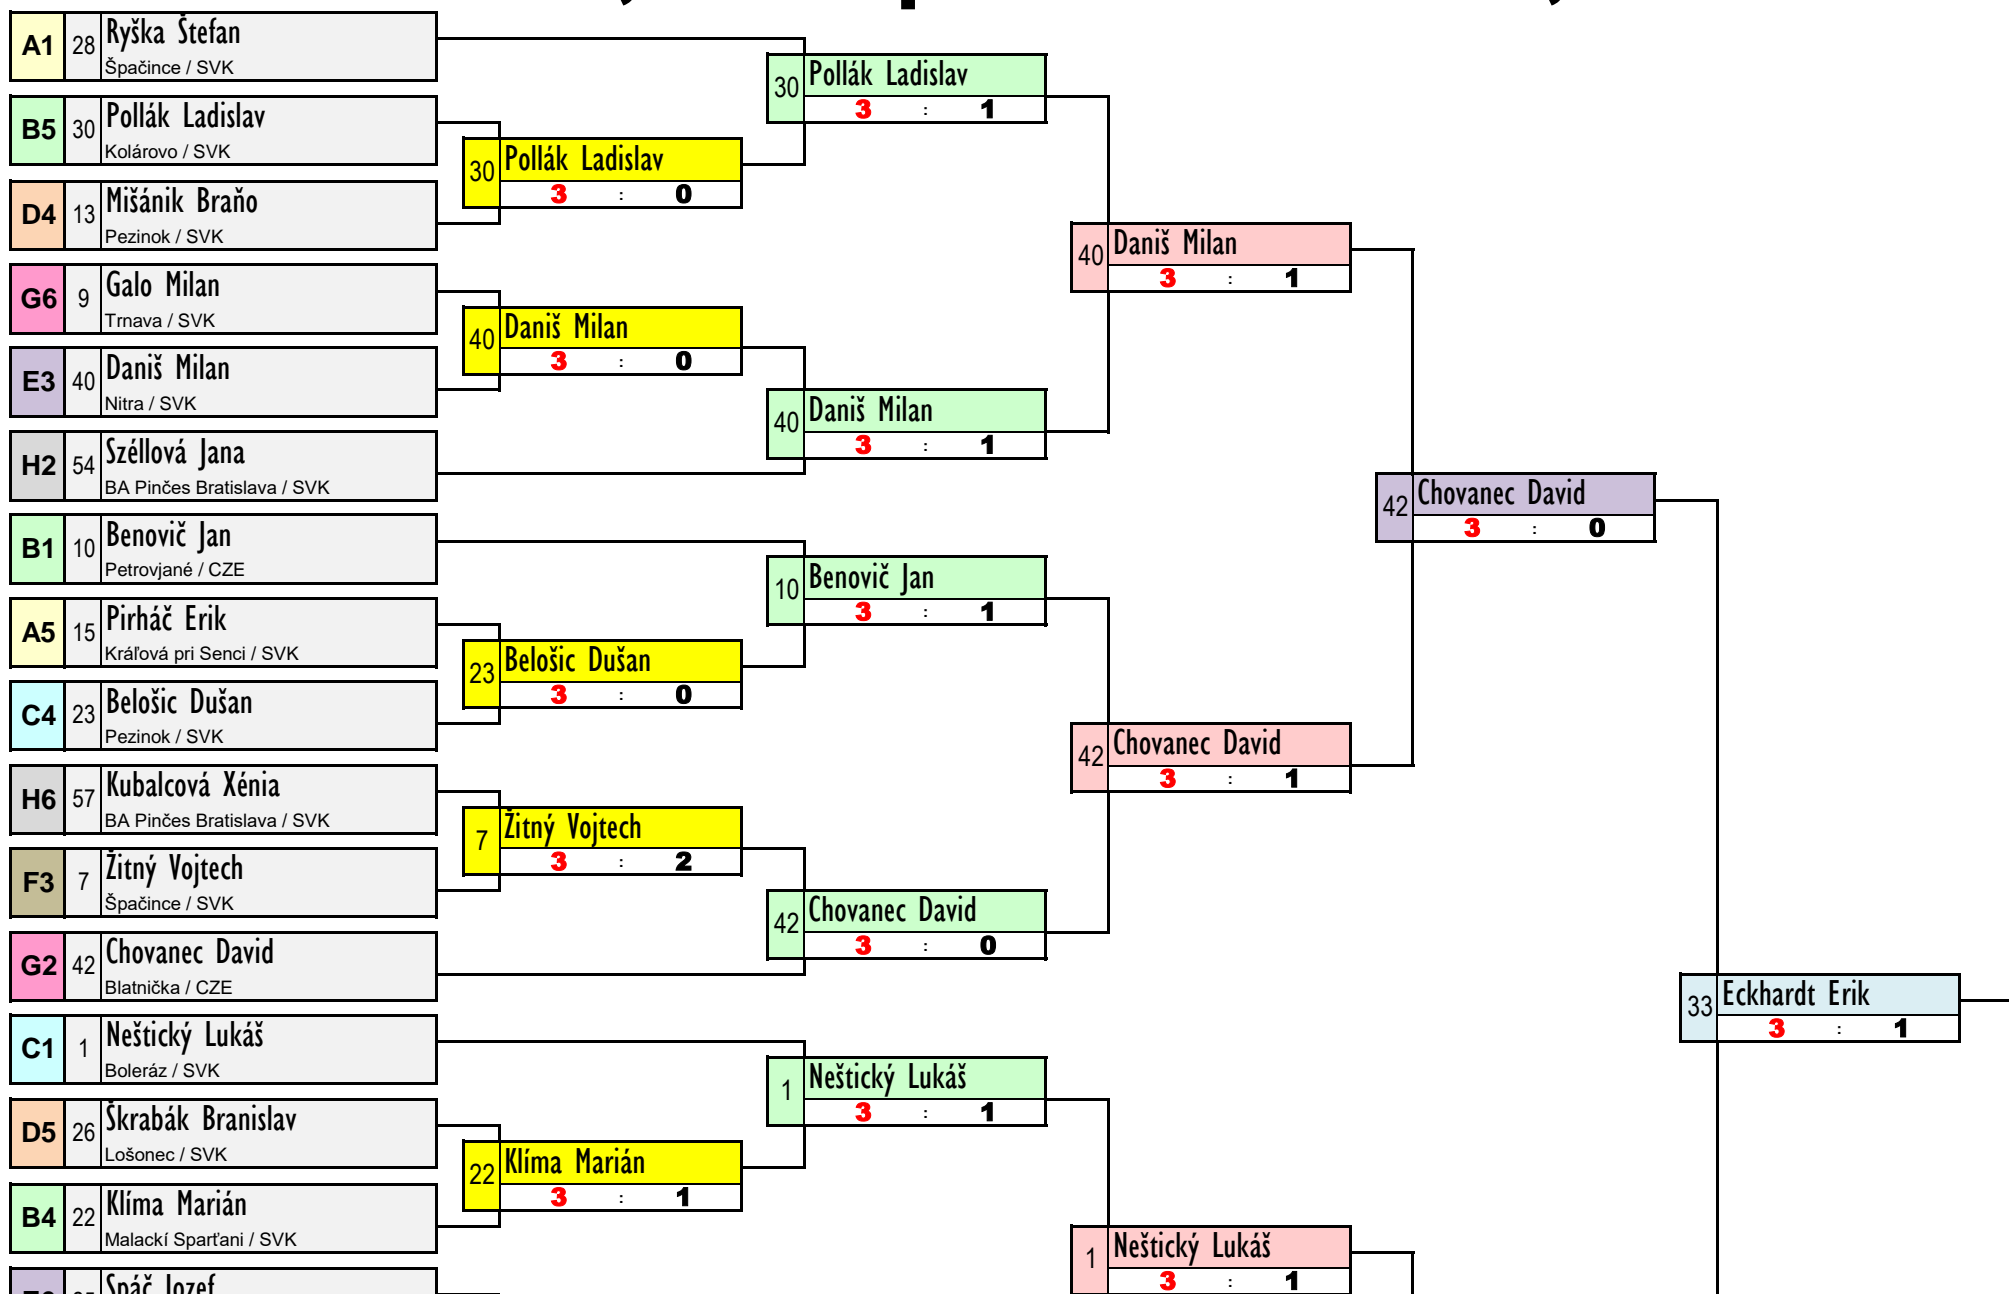 A1 28 Ryška Štefan
Špačince / SVK
30 Pollák Ladislav
3 : 1
B5 30 Pollák Ladislav
Kolárovo / SVK
30 Pollák Ladislav
3 : 0
D4 13 Mišánik Braňo
Pezinok / SVK
40 Daniš Milan
3 : 1
G6 9 Galo Milan
Trnava / SVK
40 Daniš Milan
3 : 0
E3 40 Daniš Milan
Nitra / SVK
40 Daniš Milan
3 : 1
H2 54 Széllová Jana
BA Pinčes Bratislava / SVK
42 Chovanec David
3 : 0
B1 10 Benovič Jan
Petrovjané / CZE
10 Benovič Jan
3 : 1
A5 15 Pirháč Erik
Kráľová pri Senci / SVK
23 Belošic Dušan
3 : 0
C4 23 Belošic Dušan
Pezinok / SVK
42 Chovanec David
3 : 1
H6 57 Kubalcová Xénia
BA Pinčes Bratislava / SVK
7 Žitný Vojtech
3 : 2
F3 7 Žitný Vojtech
Špačince / SVK
42 Chovanec David
3 : 0
G2 42 Chovanec David
Blatnička / CZE
33 Eckhardt Erik
3 : 1
C1 1 Neštický Lukáš
Boleráz / SVK
1 Neštický Lukáš
3 : 1
D5 26 Škrabák Branislav
Lošonec / SVK
22 Klíma Marián
3 : 1
B4 22 Klíma Marián
Malackí Sparťani / SVK
1 Neštický Lukáš
3 : 1
Spáč Jozef